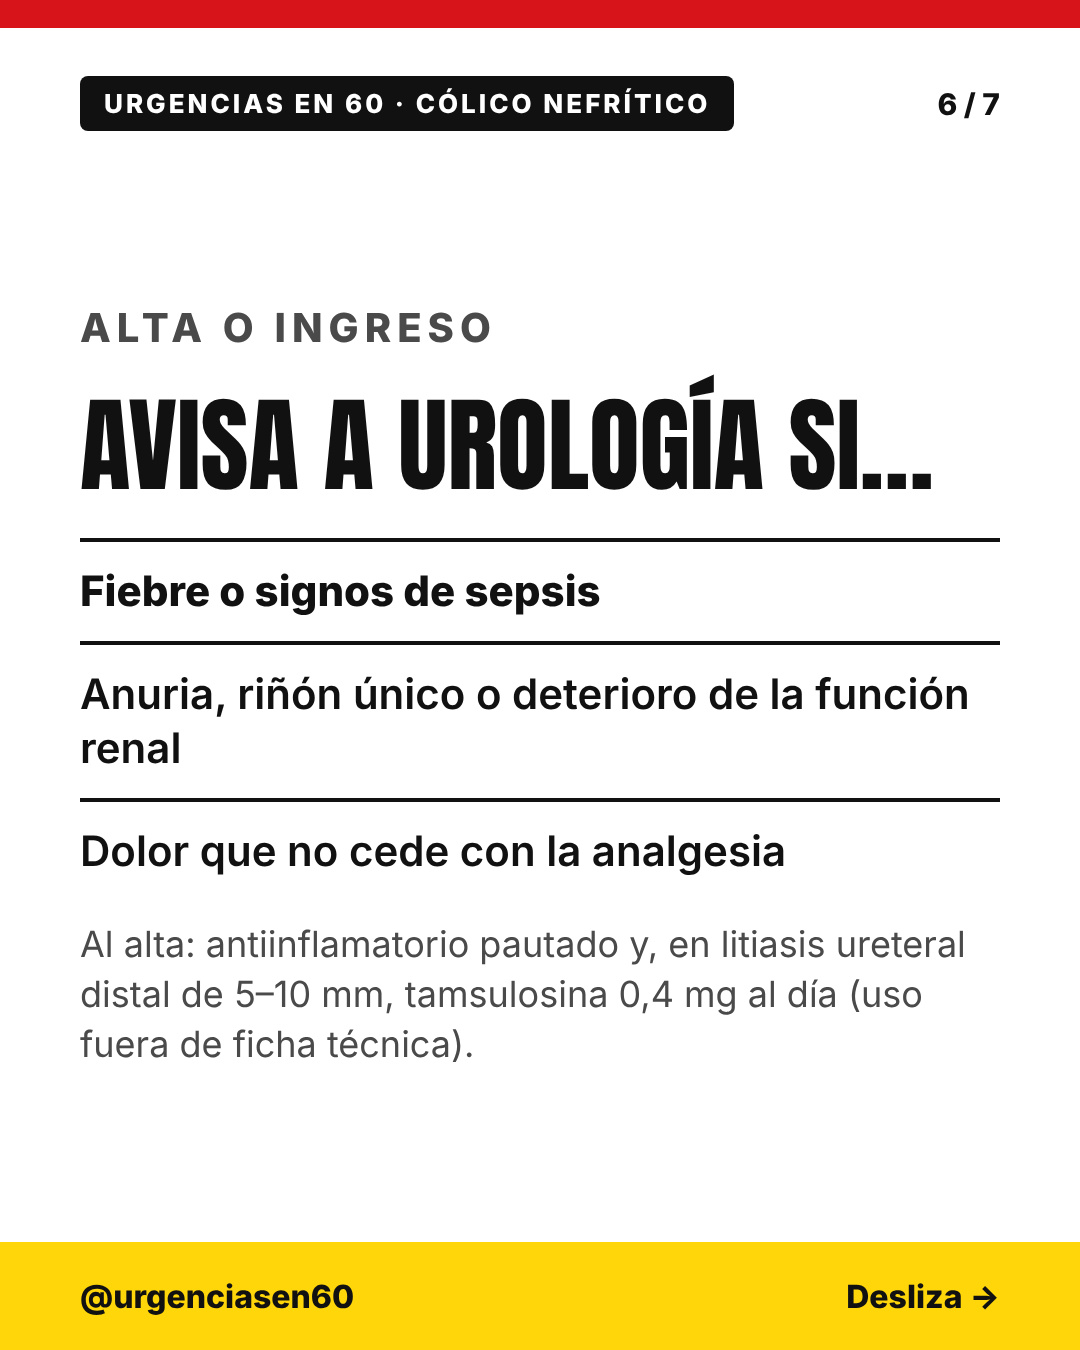 URGENCIAS EN 60 · CÓLICO NEFRÍTICO
6 / 7
ALTA O INGRESO
AVISA A UROLOGÍA SI...
Fiebre o signos de sepsis
Anuria, riñón único o deterioro de la función
renal
Dolor que no cede con la analgesia
Al alta: antiinflamatorio pautado y, en litiasis ureteral
distal de 5–10 mm, tamsulosina 0,4 mg al día (uso
fuera de ficha técnica).
@urgenciasen60
Desliza →